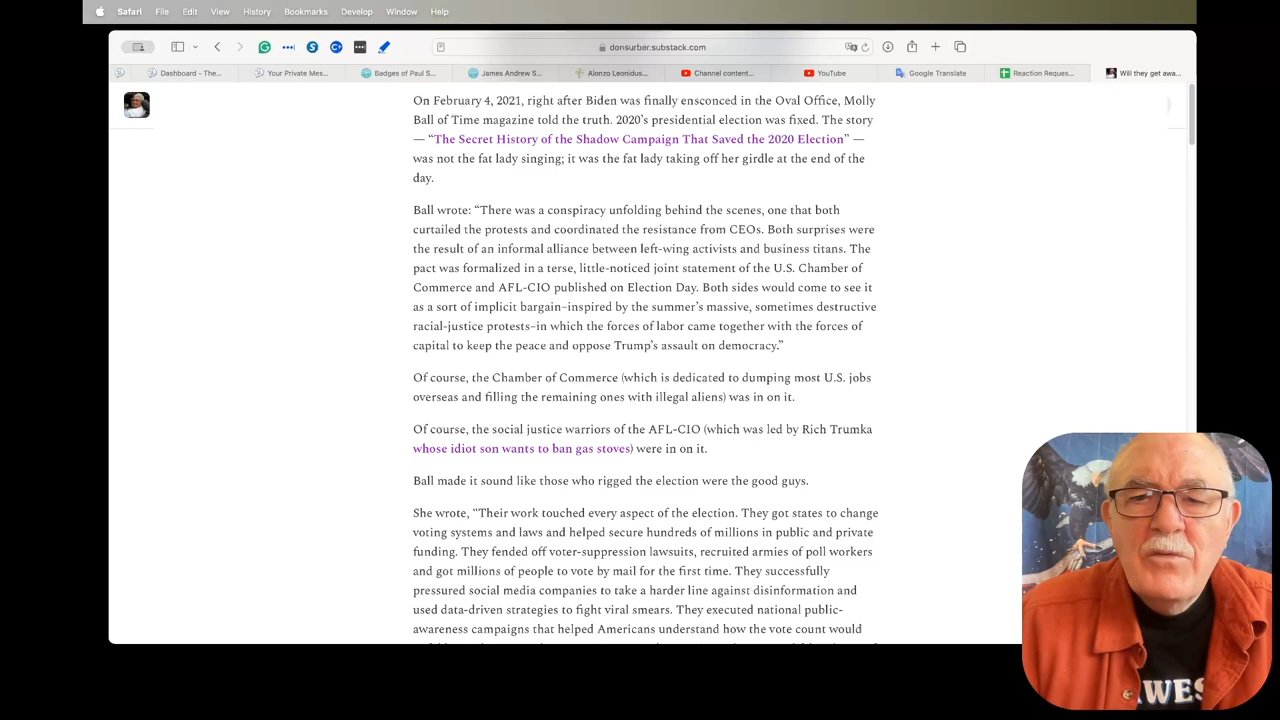 Safari File Edit View History Bookmarks Develop Window Help
donsurber.substack.com
Dashboard - The... Your Private Mes... Badges of Paul S... James Andrew S... Alonzo Leonidus... Channel content... YouTube Google Translate Reaction Reques... Will they get awa...
On February 4, 2021, right after Biden was finally ensconced in the Oval Office, Molly
Ball of Time magazine told the truth. 2020’s presidential election was fixed. The story
— “The Secret History of the Shadow Campaign That Saved the 2020 Election” —
was not the fat lady singing; it was the fat lady taking off her girdle at the end of the
day.
Ball wrote: “There was a conspiracy unfolding behind the scenes, one that both
curtailed the protests and coordinated the resistance from CEOs. Both surprises were
the result of an informal alliance between left-wing activists and business titans. The
pact was formalized in a terse, little-noticed joint statement of the U.S. Chamber of
Commerce and AFL-CIO published on Election Day. Both sides would come to see it
as a sort of implicit bargain–inspired by the summer’s massive, sometimes destructive
racial-justice protests–in which the forces of labor came together with the forces of
capital to keep the peace and oppose Trump’s assault on democracy.”
Of course, the Chamber of Commerce (which is dedicated to dumping most U.S. jobs
overseas and filling the remaining ones with illegal aliens) was in on it.
Of course, the social justice warriors of the AFL-CIO (which was led by Rich Trumka
whose idiot son wants to ban gas stoves) were in on it.
Ball made it sound like those who rigged the election were the good guys.
She wrote, “Their work touched every aspect of the election. They got states to change
voting systems and laws and helped secure hundreds of millions in public and private
funding. They fended off voter-suppression lawsuits, recruited armies of poll workers
and got millions of people to vote by mail for the first time. They successfully
pressured social media companies to take a harder line against disinformation and
used data-driven strategies to fight viral smears. They executed national public-
awareness campaigns that helped Americans understand how the vote count would